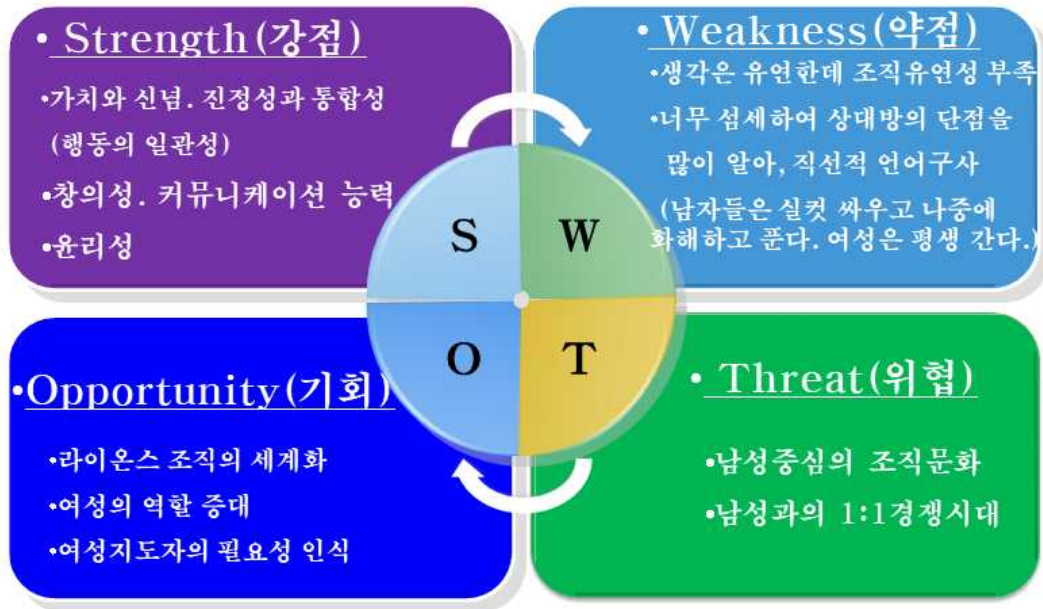 • Strength(강점)
•가치와 신념. 진정성과 통합성
(행동의 일관성)
•창의성. 커뮤니케이션 능력
•윤리성
• Weakness(약점)
•생각은 유연한데 조직유연성 부족
•너무 섬세하여 상대방의 단점을
많이 알아, 직선적 언어구사
(남자들은 실컷 싸우고 나중에
화해하고 푼다. 여성은 평생 간다.)
S
W
O
T
•Opportunity(기회)
•라이온스 조직의 세계화
•여성의 역할 증대
•여성지도자의 필요성 인식
• Threat(위협)
•남성중심의 조직문화
•남성과의 1:1경쟁시대